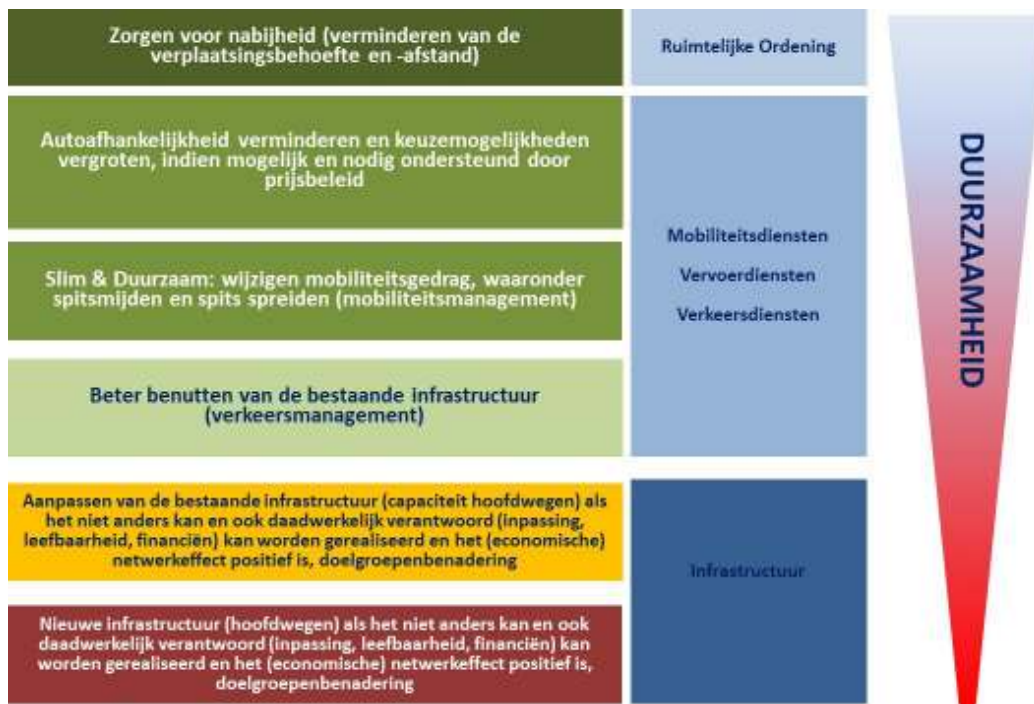 Zorgen voor nabijheid (verminderen van de
verplaatsingsbehoefte en -afstand)
Ruimtelijke Ordening
Autoafhankelijkheid verminderen en keuzemogelijkheden
vergroten, indien mogelijk en nodig ondersteund door
prijsbeleid
Slim & Duurzaam: wijzigen mobiliteitsgedrag, waaronder
spitsmijden en spits spreiden (mobiliteitsmanagement)
Beter benutten van de bestaande infrastructuur
(verkeersmanagement)
Mobiliteitsdiensten
Vervoerdiensten
Verkeersdiensten
Aanpassen van de bestaande infrastructuur (capaciteit hoofdwegen) als
het niet anders kan en ook daadwerkelijk verantwoord (inpassing,
leefbaarheid, financiën) kan worden gerealiseerd en het (economische)
netwerkeffect positief is, doelgroepenbenadering
Nieuwe infrastructuur (hoofdwegen) als het niet anders kan en ook
daadwerkelijk verantwoord (inpassing, leefbaarheid, financiën) kan
worden gerealiseerd en het (economische) netwerkeffect positief is,
doelgroepenbenadering
Infrastructuur
DUURZAAMHEID